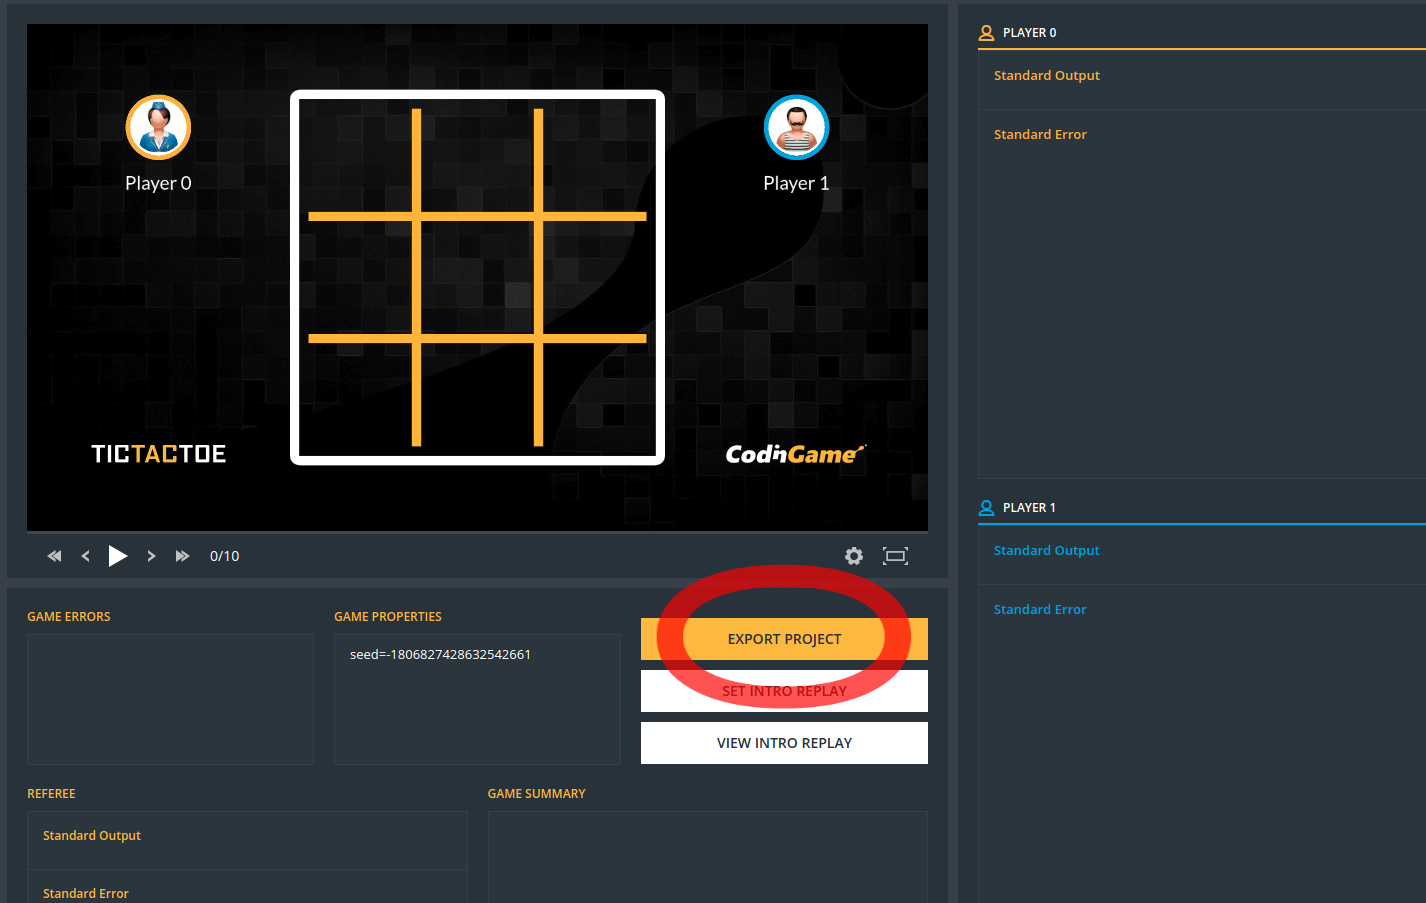 Player 0
Player 1
TICTACTOE
CodinGame
0/10
GAME ERRORS
GAME PROPERTIES
seed=-1806827428632542661
EXPORT PROJECT
SET INTRO REPLAY
VIEW INTRO REPLAY
REFEREE
Standard Output
Standard Error
GAME SUMMARY
PLAYER 0
Standard Output
Standard Error
PLAYER 1
Standard Output
Standard Error